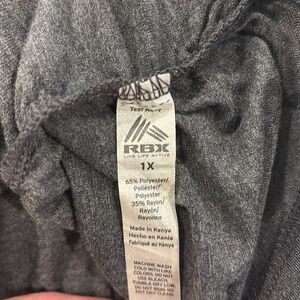 Tear Away
RBX
LIVE LIFE ACTIVE
1X
65% Polyester/
Poliéster/
Polyester
35% Rayon/
Rayón/
Rayonne
Made in Kenya
Hecho en Kenia
Fabriqué au Kenya
MACHINE WASH
COLD WITH LIKE
COLORS. DO NOT
USE BLEACH.
TUMBLE DRY LOW.
DO NOT IRON. DO
NOT DRY CLEAN.